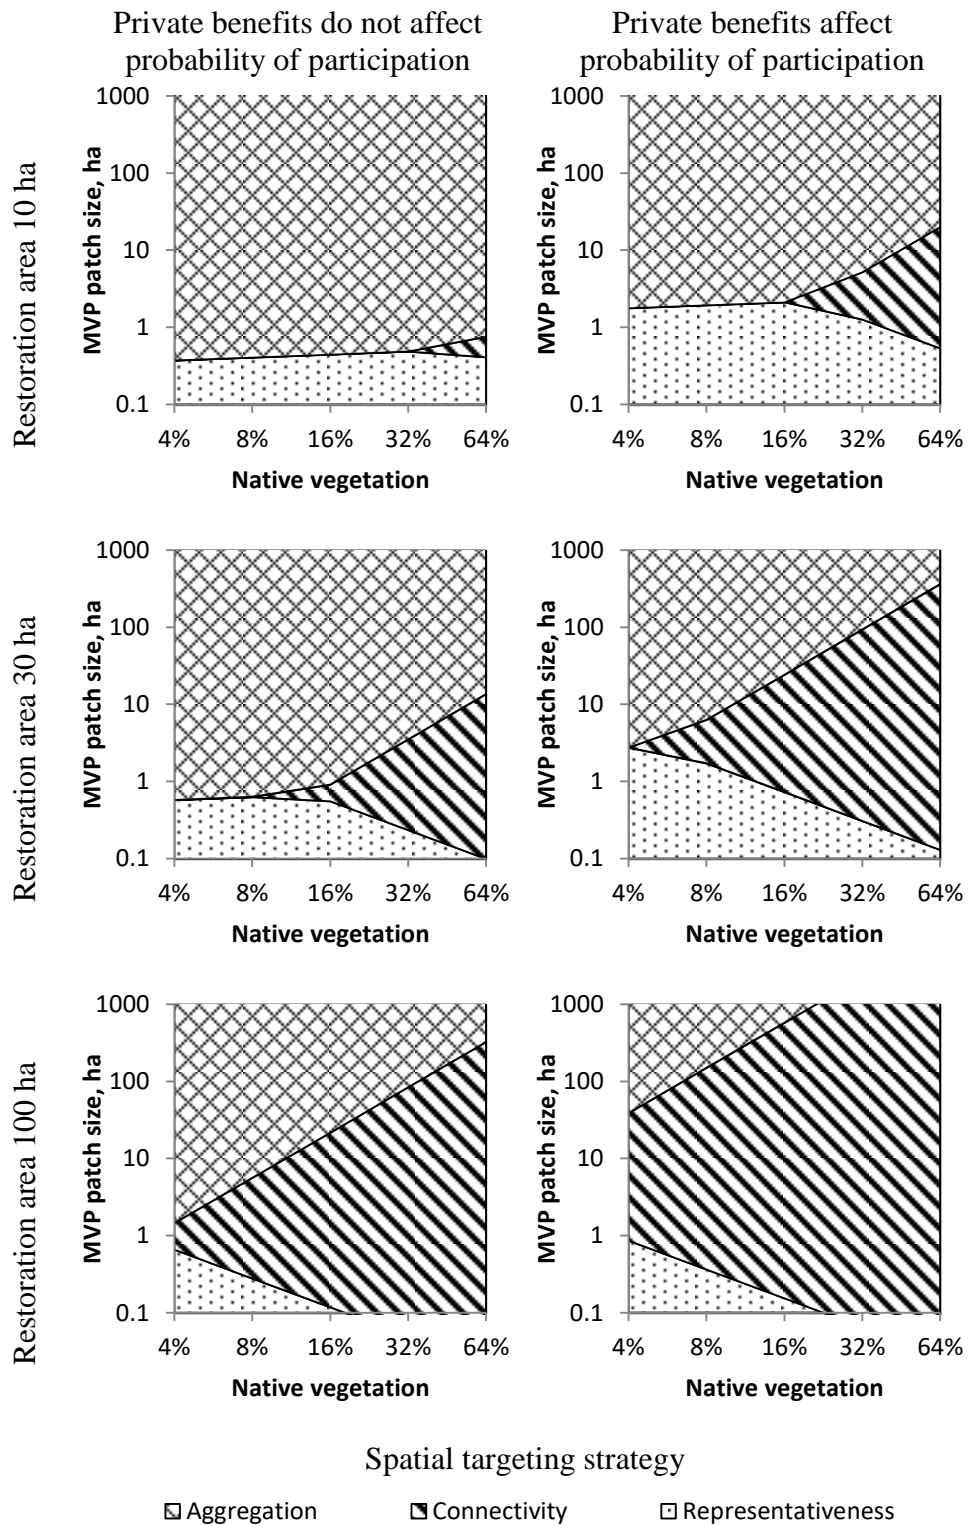 Private benefits do not affect
probability of participation
Private benefits affect
probability of participation
Restoration area 10 ha
MVP patch size, ha
1000
100
10
1
0.1
4% 8% 16% 32% 64%
Native vegetation
MVP patch size, ha
1000
100
10
1
0.1
4% 8% 16% 32% 64%
Native vegetation
Restoration area 30 ha
MVP patch size, ha
1000
100
10
1
0.1
4% 8% 16% 32% 64%
Native vegetation
MVP patch size, ha
1000
100
10
1
0.1
4% 8% 16% 32% 64%
Native vegetation
Restoration area 100 ha
MVP patch size, ha
1000
100
10
1
0.1
4% 8% 16% 32% 64%
Native vegetation
MVP patch size, ha
1000
100
10
1
0.1
4% 8% 16% 32% 64%
Native vegetation
Spatial targeting strategy
Aggregation Connectivity Representativeness